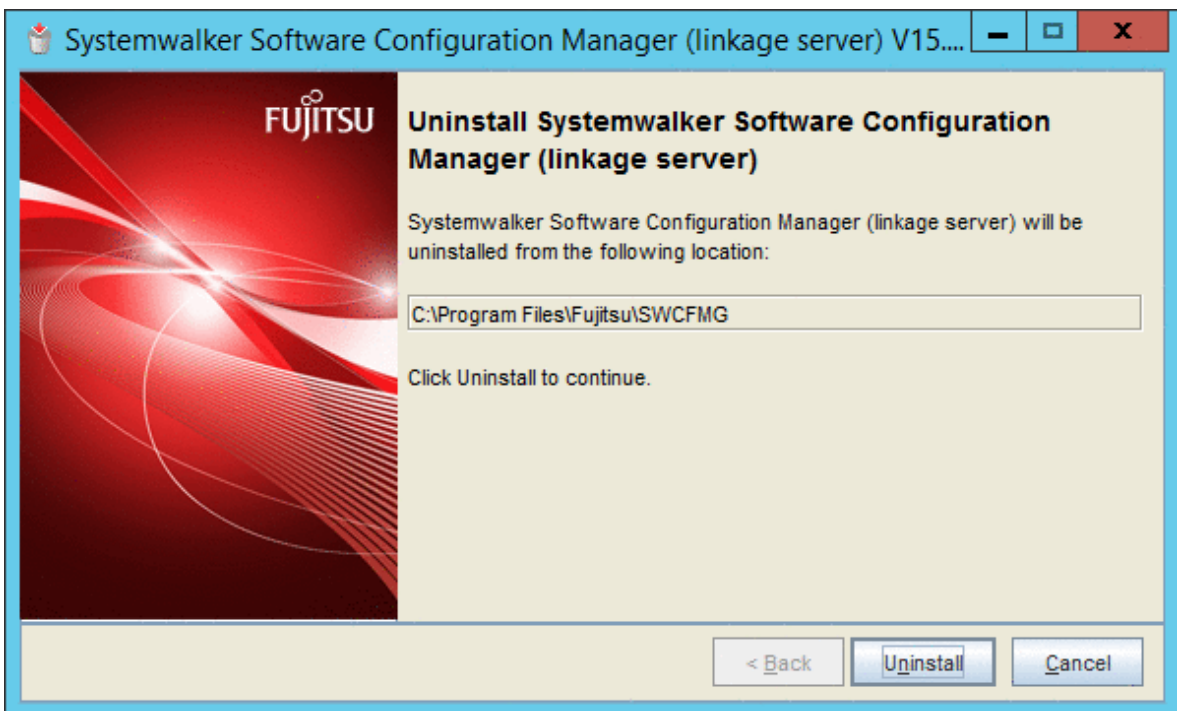 Systemwalker Software Configuration Manager (linkage server) V15....
FUJITSU
Uninstall Systemwalker Software Configuration
Manager (linkage server)
Systemwalker Software Configuration Manager (linkage server) will be
uninstalled from the following location:
C:\Program Files\Fujitsu\SWCFMG
Click Uninstall to continue.
< Back
Uninstall
Cancel